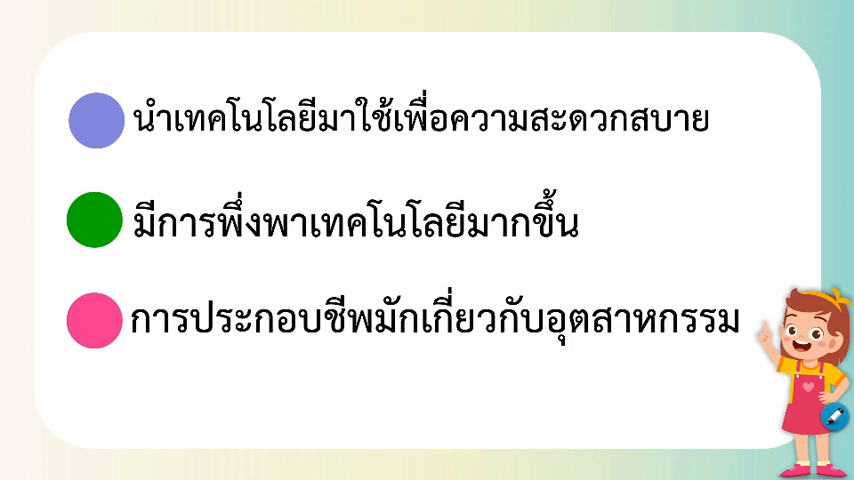 นำเทคโนโลยีมาใช้เพื่อความสะดวกสบาย
มีการพึ่งพาเทคโนโลยีมากขึ้น
การประกอบชีพมักเกี่ยวกับอุตสาหกรรม